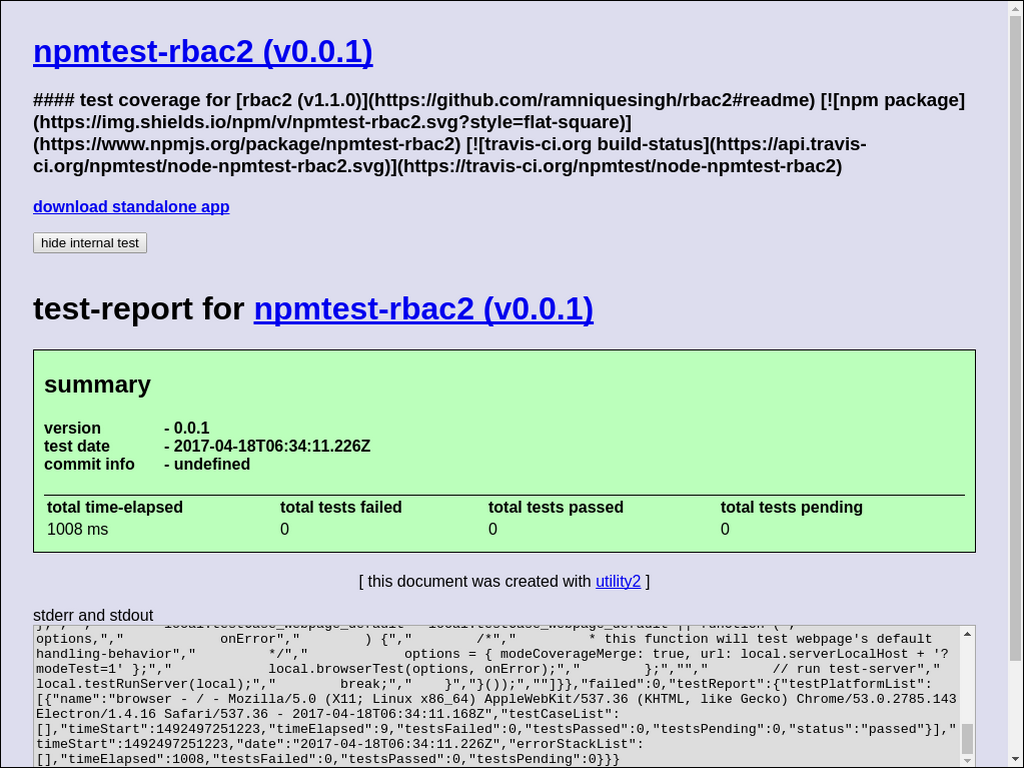 npmtest-rbac2 (v0.0.1)
#### test coverage for [rbac2 (v1.1.0)](https://github.com/ramniquesingh/rbac2#readme) [![npm package]
(https://img.shields.io/npm/v/npmtest-rbac2.svg?style=flat-square)]
(https://www.npmjs.org/package/npmtest-rbac2) [![travis-ci.org build-status](https://api.travis-
ci.org/npmtest/node-npmtest-rbac2.svg)](https://travis-ci.org/npmtest/node-npmtest-rbac2)
download standalone app
hide internal test
test-report for npmtest-rbac2 (v0.0.1)
summary
version - 0.0.1
test date - 2017-04-18T06:34:11.226Z
commit info - undefined
total time-elapsed total tests failed total tests passed total tests pending
1008 ms 0 0 0
[ this document was created with utility2 ]
stderr and stdout
options,","            onError","        ) {","        /*","         * this function will test webpage's default
handling-behavior","         */","            options = { modeCoverageMerge: true, url: local.serverLocalHost + '?
modeTest=1' };","            local.browserTest(options, onError);","        };","","        // run test-server","
local.testRunServer(local);","        break;","    }","}());",""]}},"failed":0,"testReport":{"testPlatformList":
[{"name":"browser - / - Mozilla/5.0 (X11; Linux x86_64) AppleWebKit/537.36 (KHTML, like Gecko) Chrome/53.0.2785.143
Electron/1.4.16 Safari/537.36 - 2017-04-18T06:34:11.168Z","testCaseList":
[],"timeStart":1492497251223,"timeElapsed":9,"testsFailed":0,"testsPassed":0,"testsPending":0,"status":"passed"}],"
timeStart":1492497251223,"date":"2017-04-18T06:34:11.226Z","errorStackList":
[],"timeElapsed":1008,"testsFailed":0,"testsPassed":0,"testsPending":0}}}